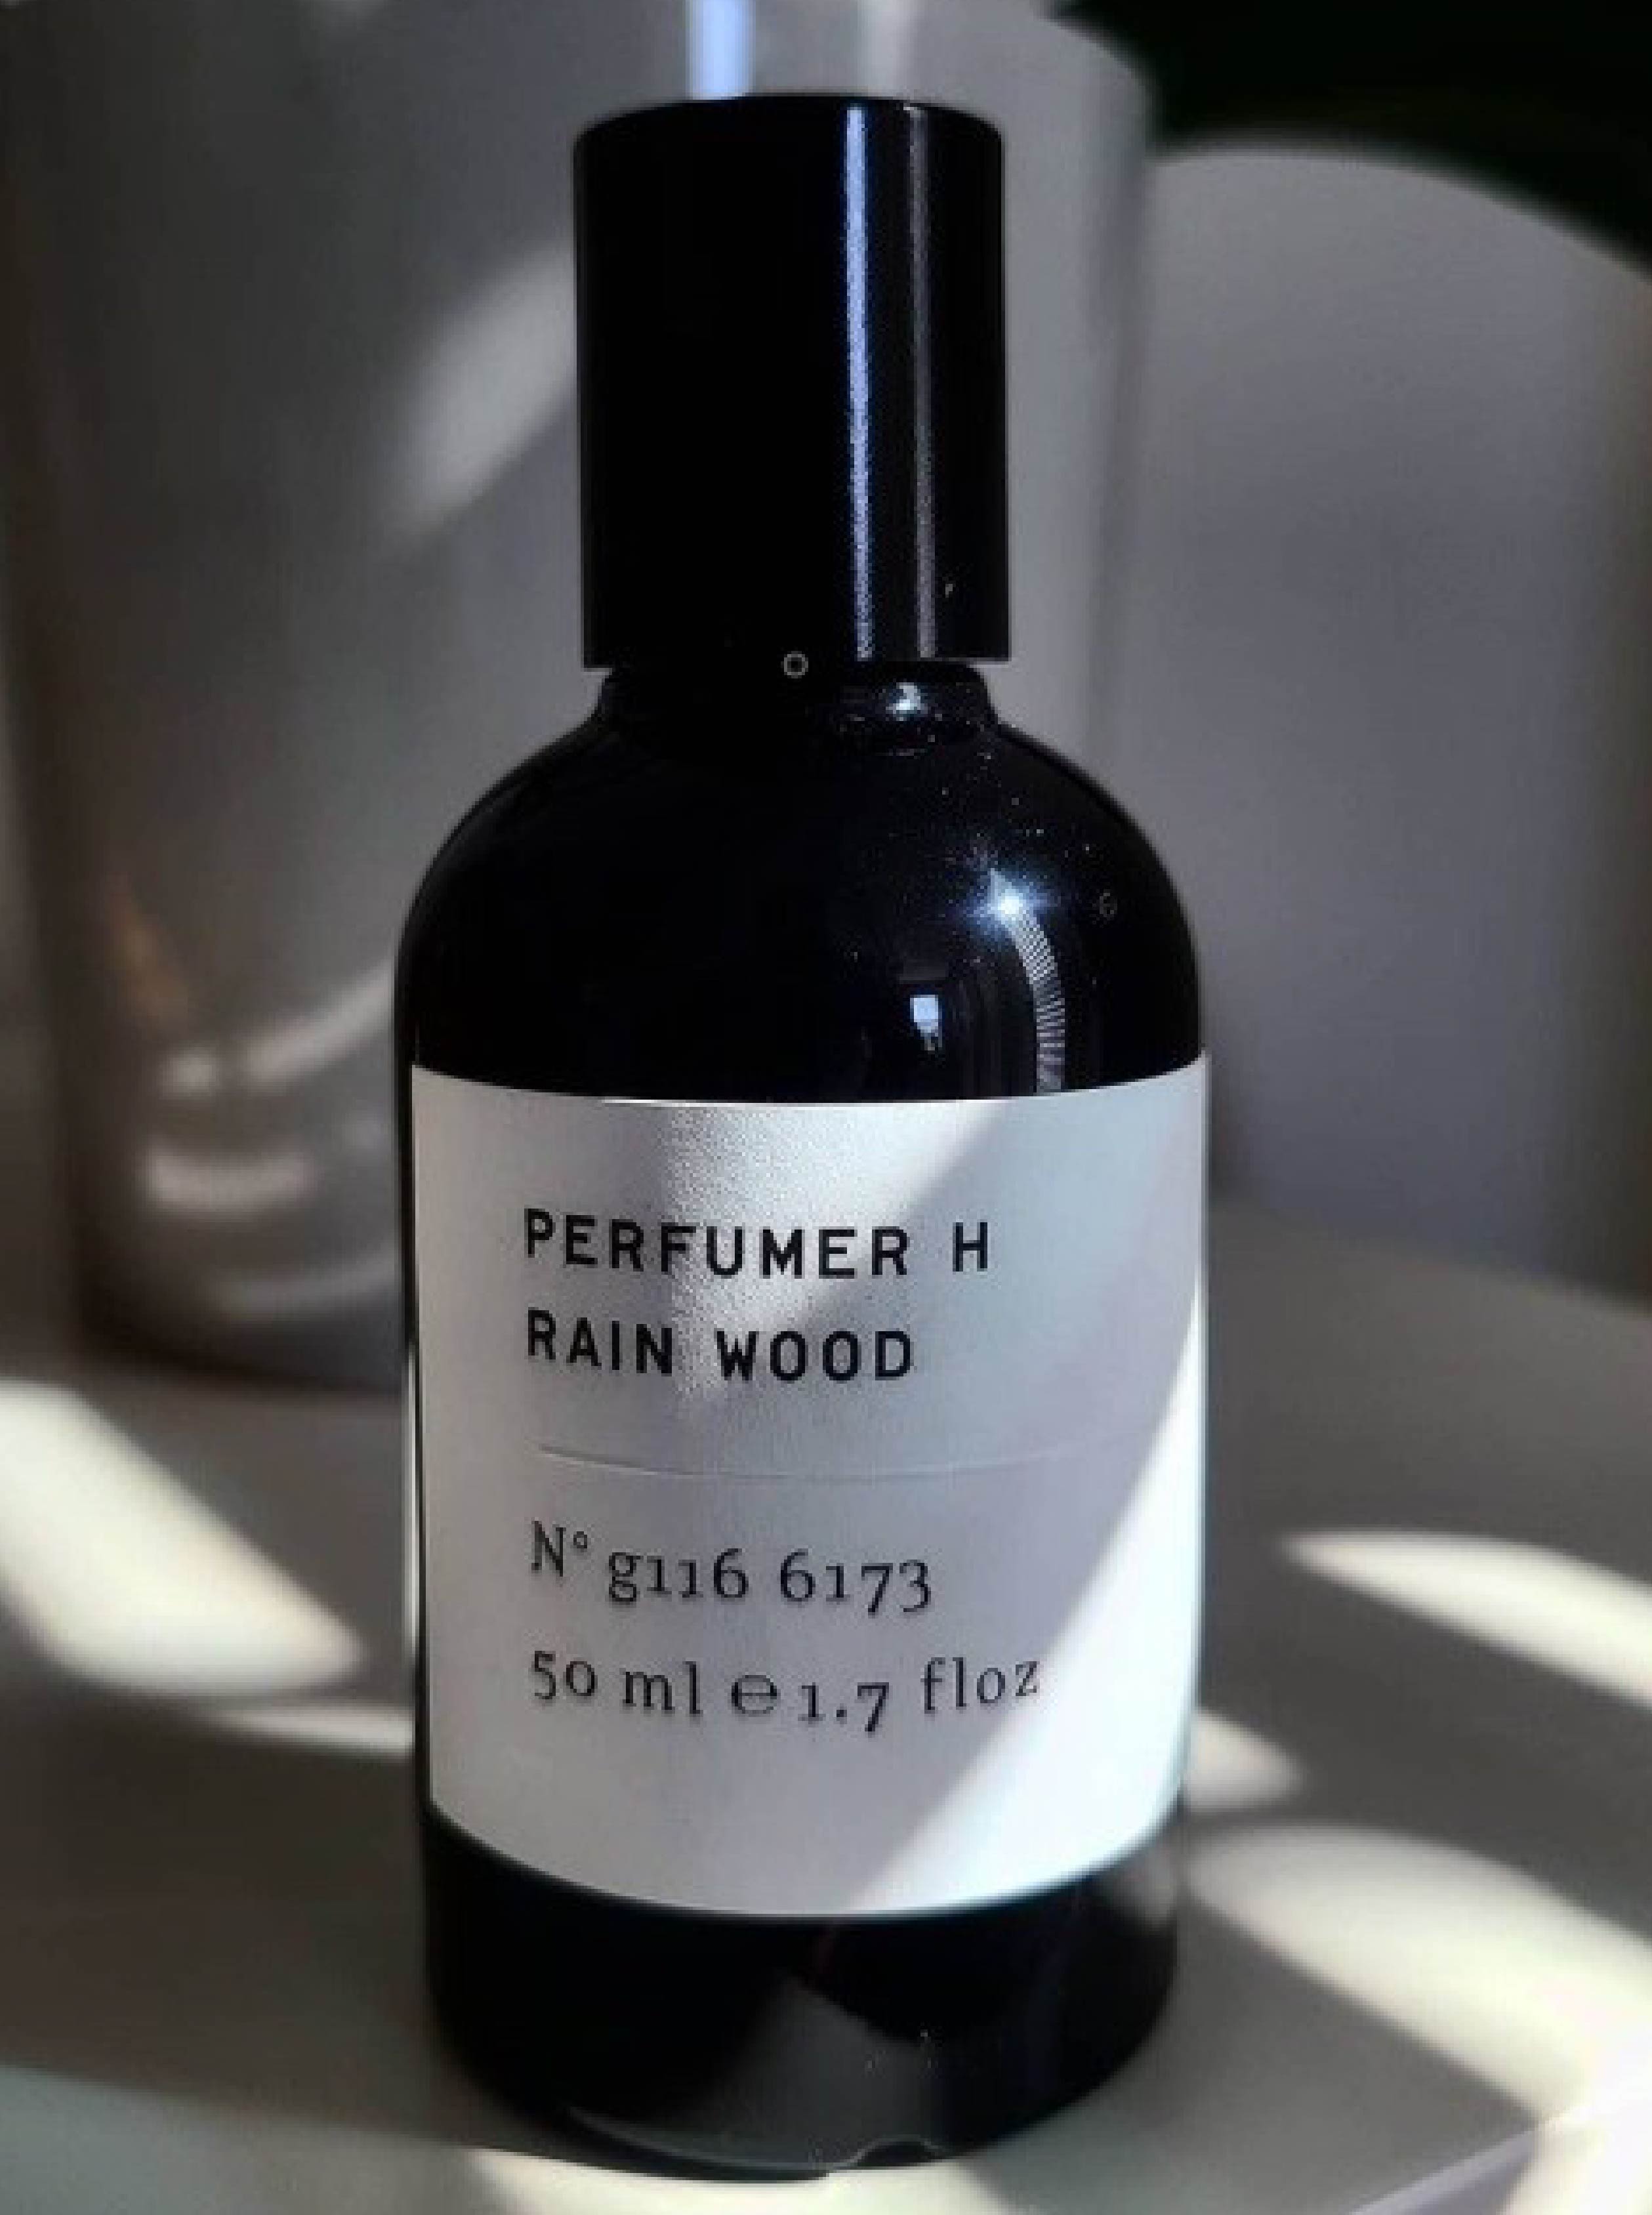 PERFUMER H
RAIN WOOD
N° g116 6173
50 ml ℮ 1.7 floz